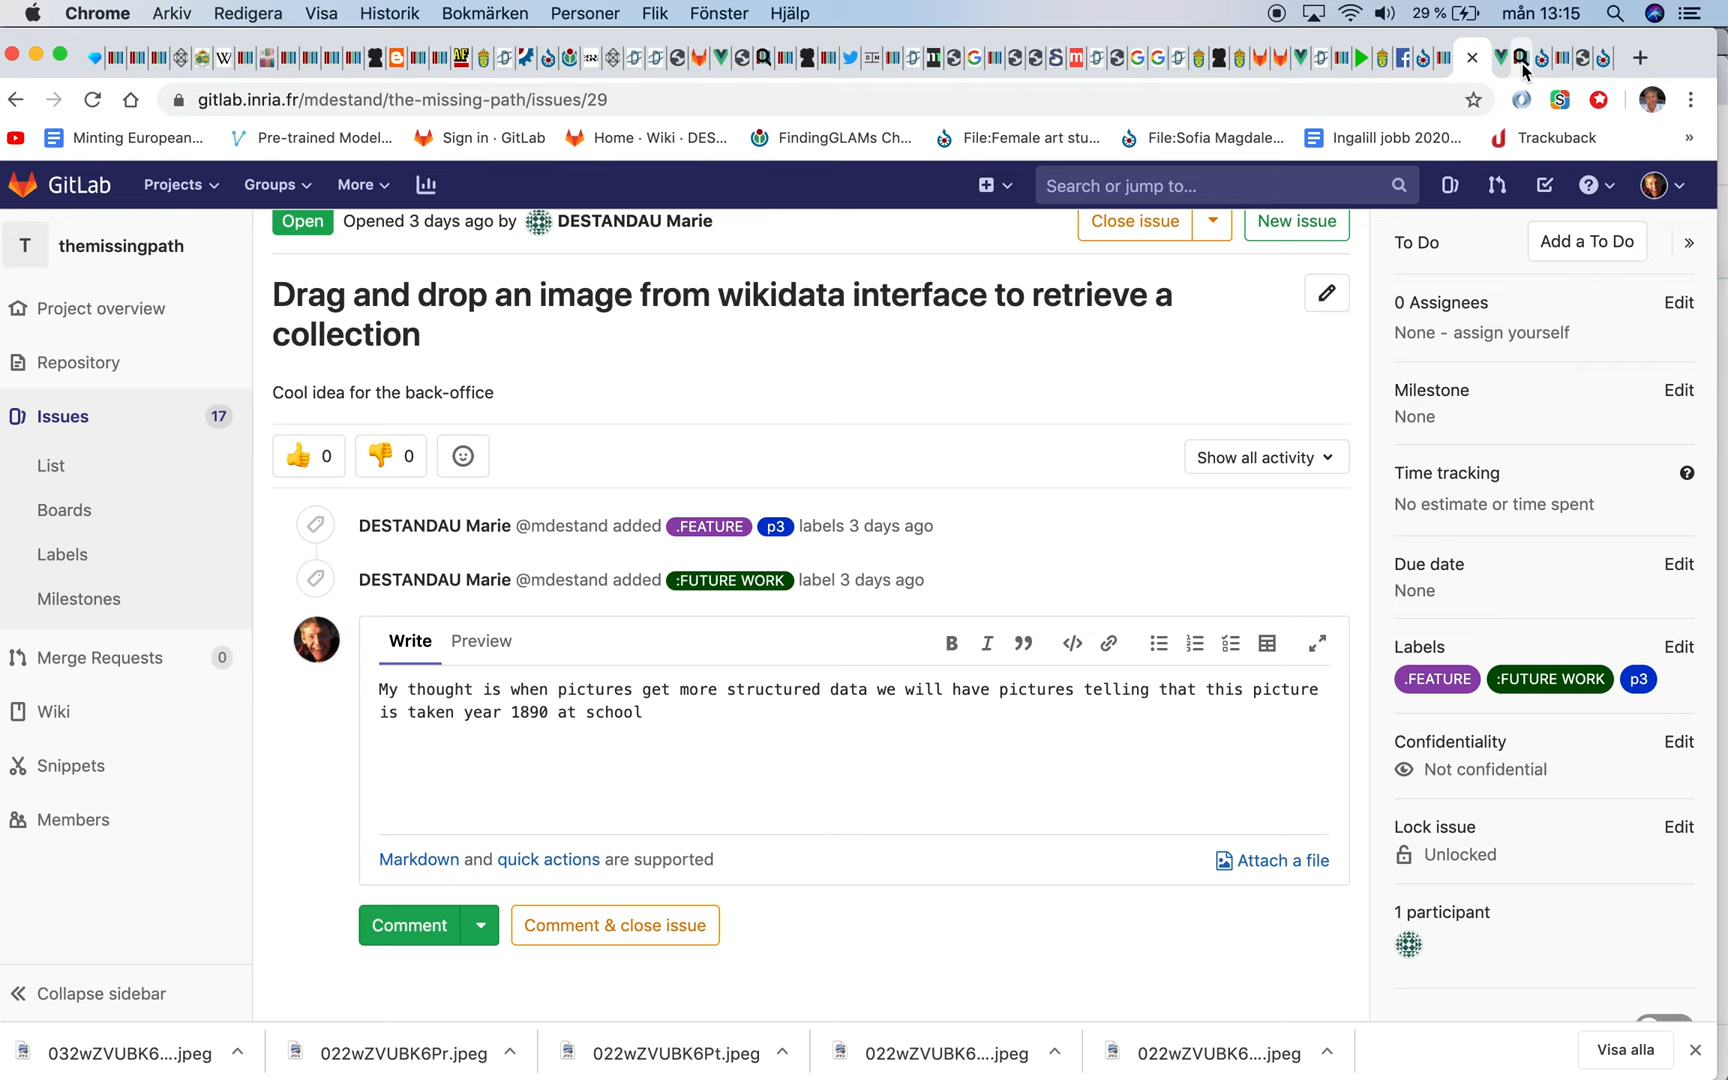 Chrome Arkiv Redigera Visa Historik Bokmärken Personer Flik Fönster Hjälp 29 % mån 13:15
gitlab.inria.fr/mdestand/the-missing-path/issues/29
Minting European... Pre-trained Model... Sign in · GitLab Home · Wiki · DES... FindingGLAMs Ch... File:Female art stu... File:Sofia Magdale... Ingalill jobb 2020... Trackuback »
GitLab Projects Groups More Search or jump to...
T themissingpath
Project overview
Repository
Issues 17
List
Boards
Labels
Milestones
Merge Requests 0
Wiki
Snippets
Members
Collapse sidebar
Open Opened 3 days ago by DESTANDAU Marie Close issue New issue
Drag and drop an image from wikidata interface to retrieve a
collection
Cool idea for the back-office
0 0 Show all activity
DESTANDAU Marie @mdestand added .FEATURE p3 labels 3 days ago
DESTANDAU Marie @mdestand added :FUTURE WORK label 3 days ago
Write Preview
My thought is when pictures get more structured data we will have pictures telling that this picture
is taken year 1890 at school
Markdown and quick actions are supported Attach a file
Comment Comment & close issue
To Do Add a To Do »
0 Assignees Edit
None - assign yourself
Milestone Edit
None
Time tracking
No estimate or time spent
Due date Edit
None
Labels Edit
.FEATURE :FUTURE WORK p3
Confidentiality Edit
Not confidential
Lock issue Edit
Unlocked
1 participant
032wZVUBK6....jpeg 022wZVUBK6Pr.jpeg 022wZVUBK6Pt.jpeg 022wZVUBK6....jpeg 022wZVUBK6....jpeg Visa alla